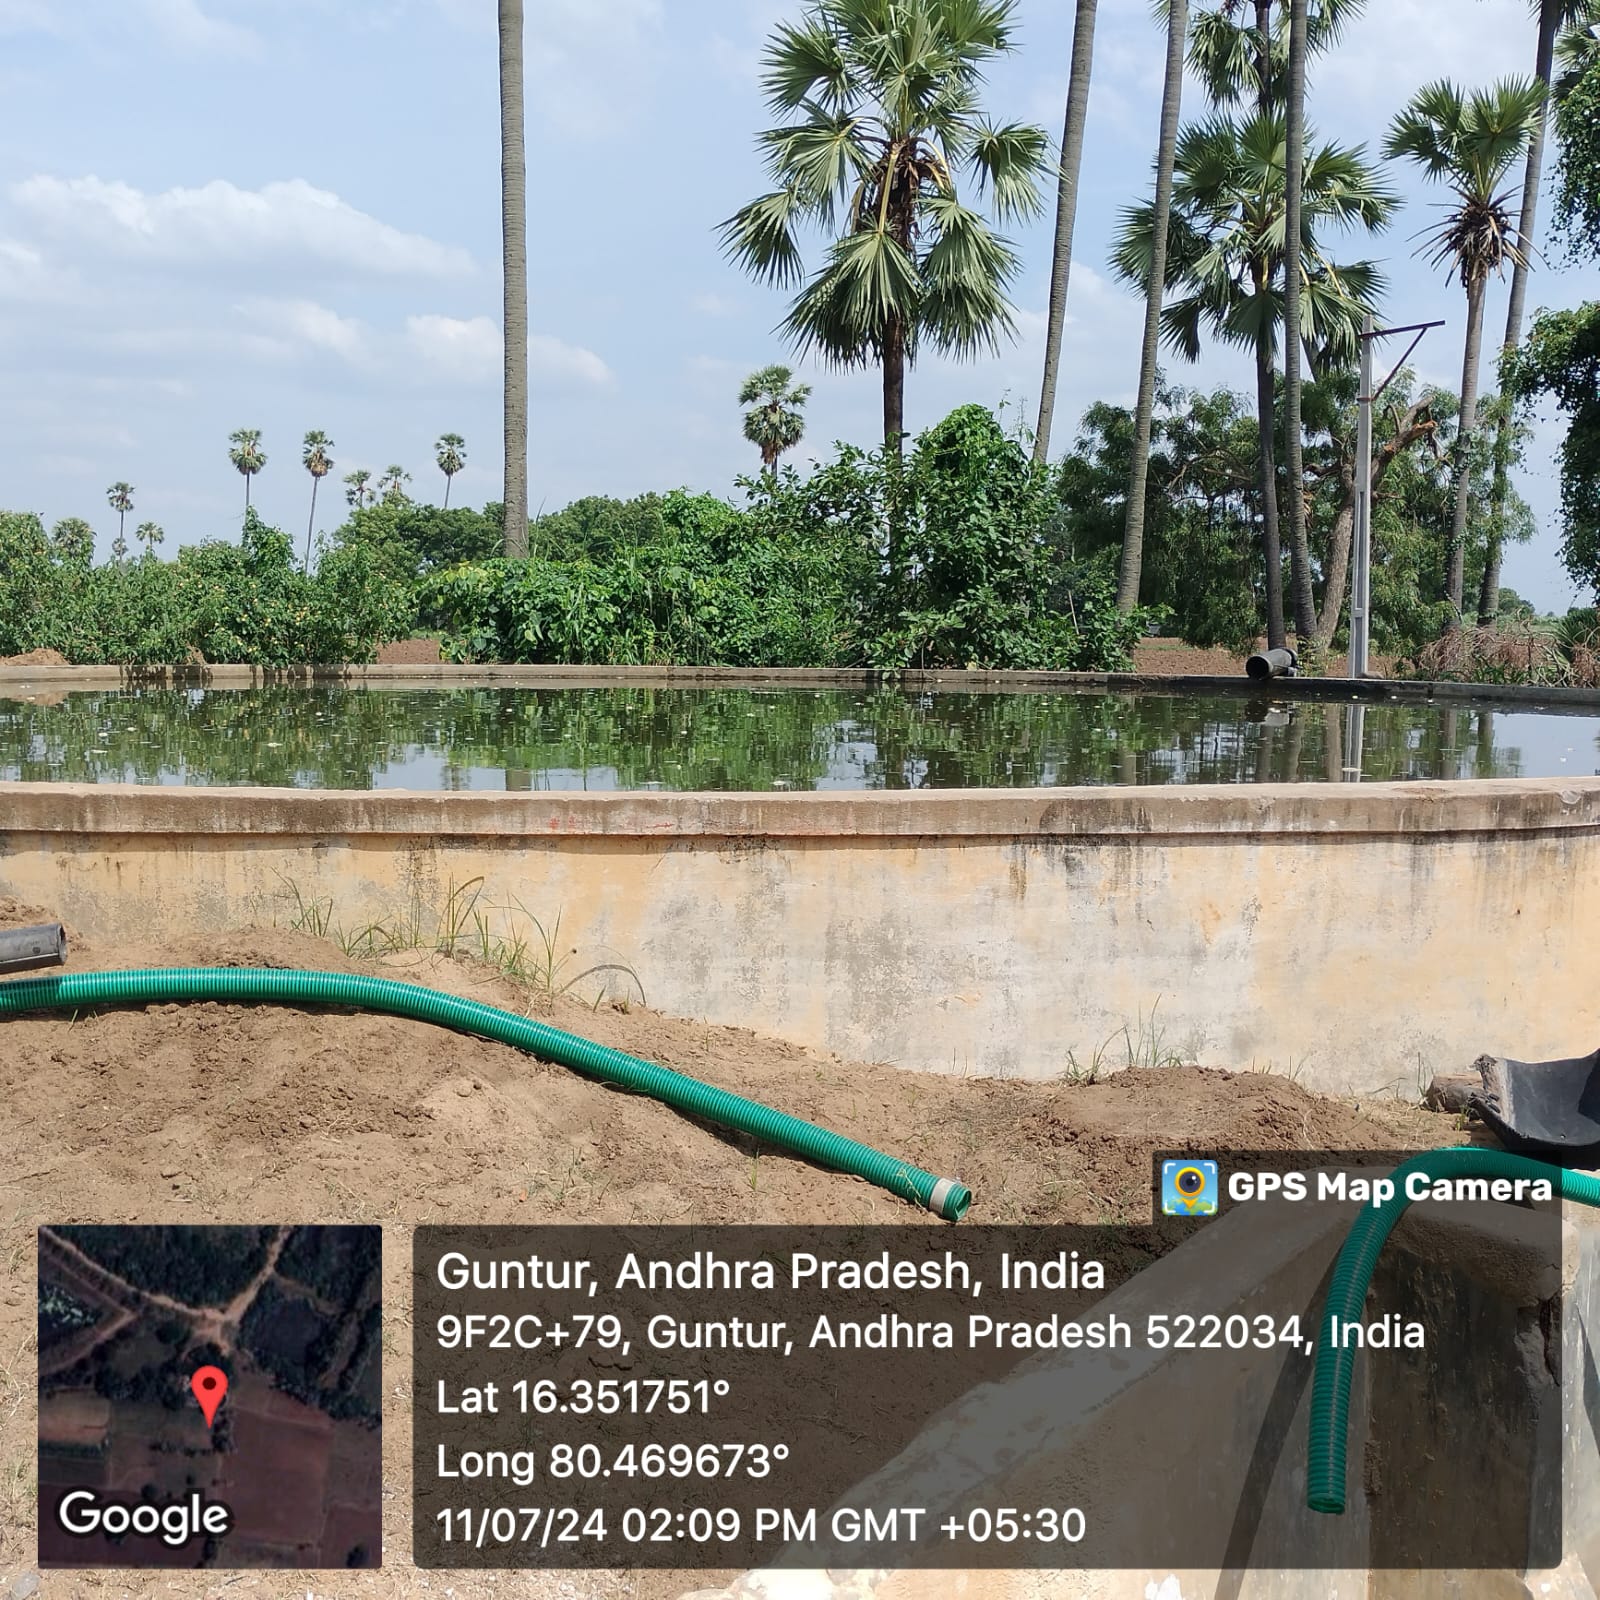 GPS Map Camera
Guntur, Andhra Pradesh, India
9F2C+79, Guntur, Andhra Pradesh 522034, India
Lat 16.351751°
Long 80.469673°
11/07/24 02:09 PM GMT +05:30
Google